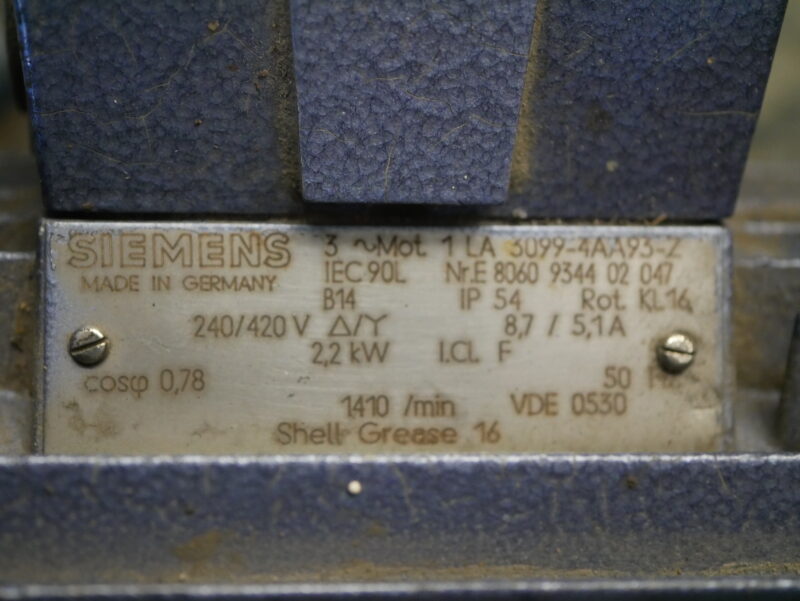 SIEMENS 3 ~Mot 1 LA 3099-4AA93-Z
MADE IN GERMANY IEC 90L Nr.E 8060 9344 02 047
B14 IP 54 Rot. KL16
240/420 V Δ/Y 8,7 / 5,1 A
2,2 kW I.Cl. F
cosφ 0,78 50 Hz
1410 /min VDE 0530
Shell Grease 16